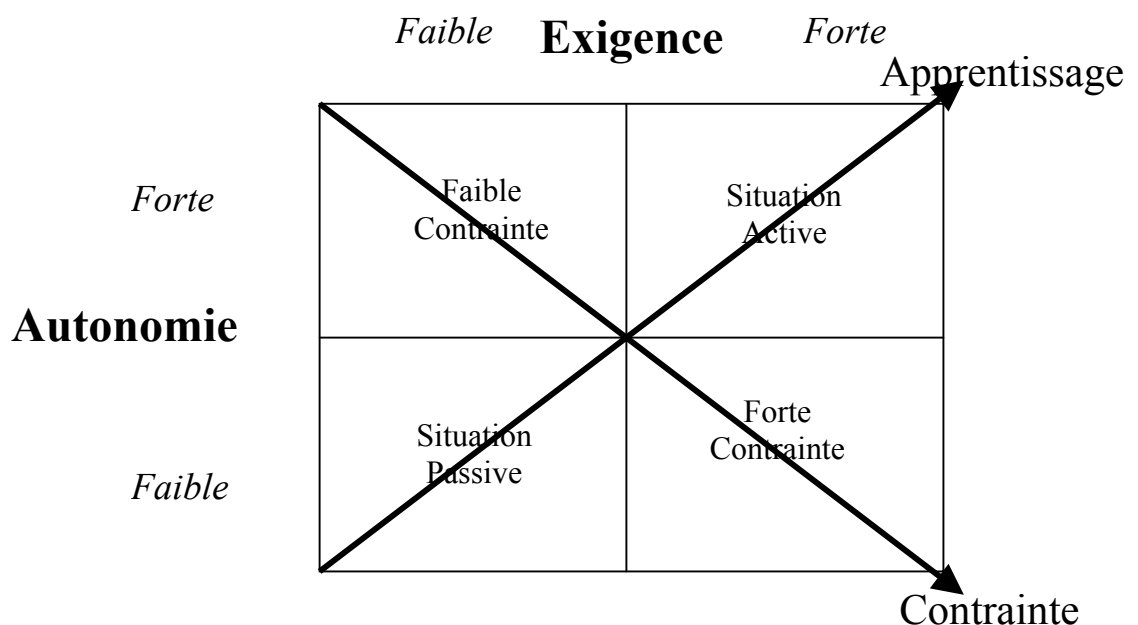 Faible Exigence Forte
Apprentissage
Faible
Contrainte
Situation
Active
Forte
Autonomie
Situation
Passive
Forte
Contrainte
Faible
Contrainte